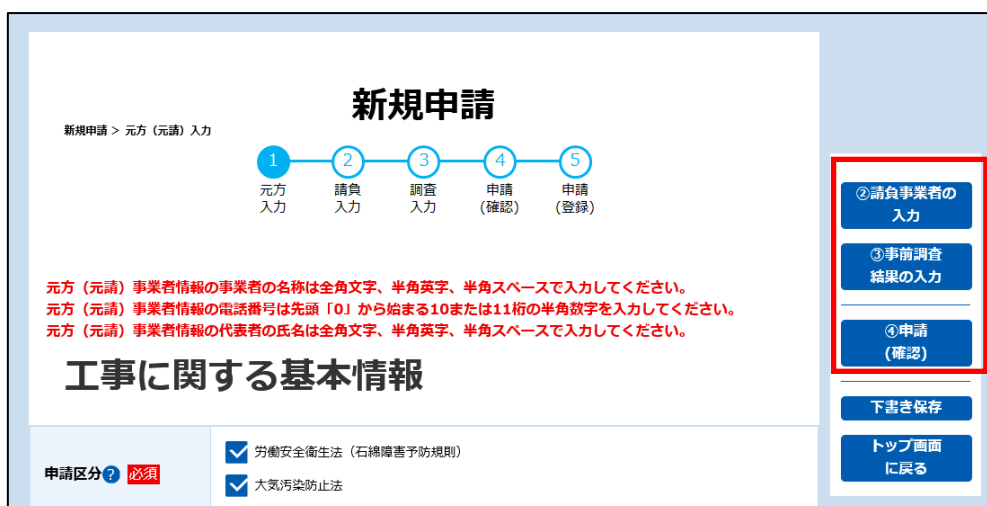 新規申請
新規申請 > 元方（元請）入力
1 2 3 4 5
元方 請負 調査 申請 申請
入力 入力 入力 (確認) (登録)
元方（元請）事業者情報の事業者の名称は全角文字、半角英字、半角スペースで入力してください。
元方（元請）事業者情報の電話番号は先頭「0」から始まる10または11桁の半角数字を入力してください。
元方（元請）事業者情報の代表者の氏名は全角文字、半角英字、半角スペースで入力してください。
工事に関する基本情報
申請区分 ? 必須
労働安全衛生法（石綿障害予防規則）
大気汚染防止法
②請負事業者の
入力
③事前調査
結果の入力
④申請
(確認)
下書き保存
トップ画面
に戻る